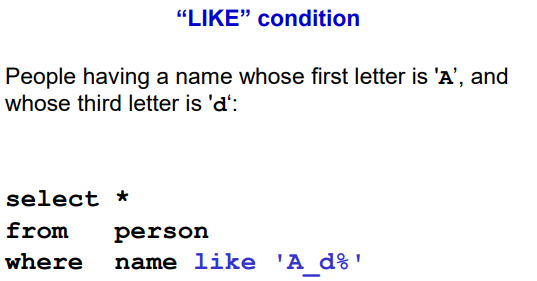 “LIKE” condition
People having a name whose first letter is 'A’, and
whose third letter is 'd‘:
select *
from person
where name like 'A_d%'